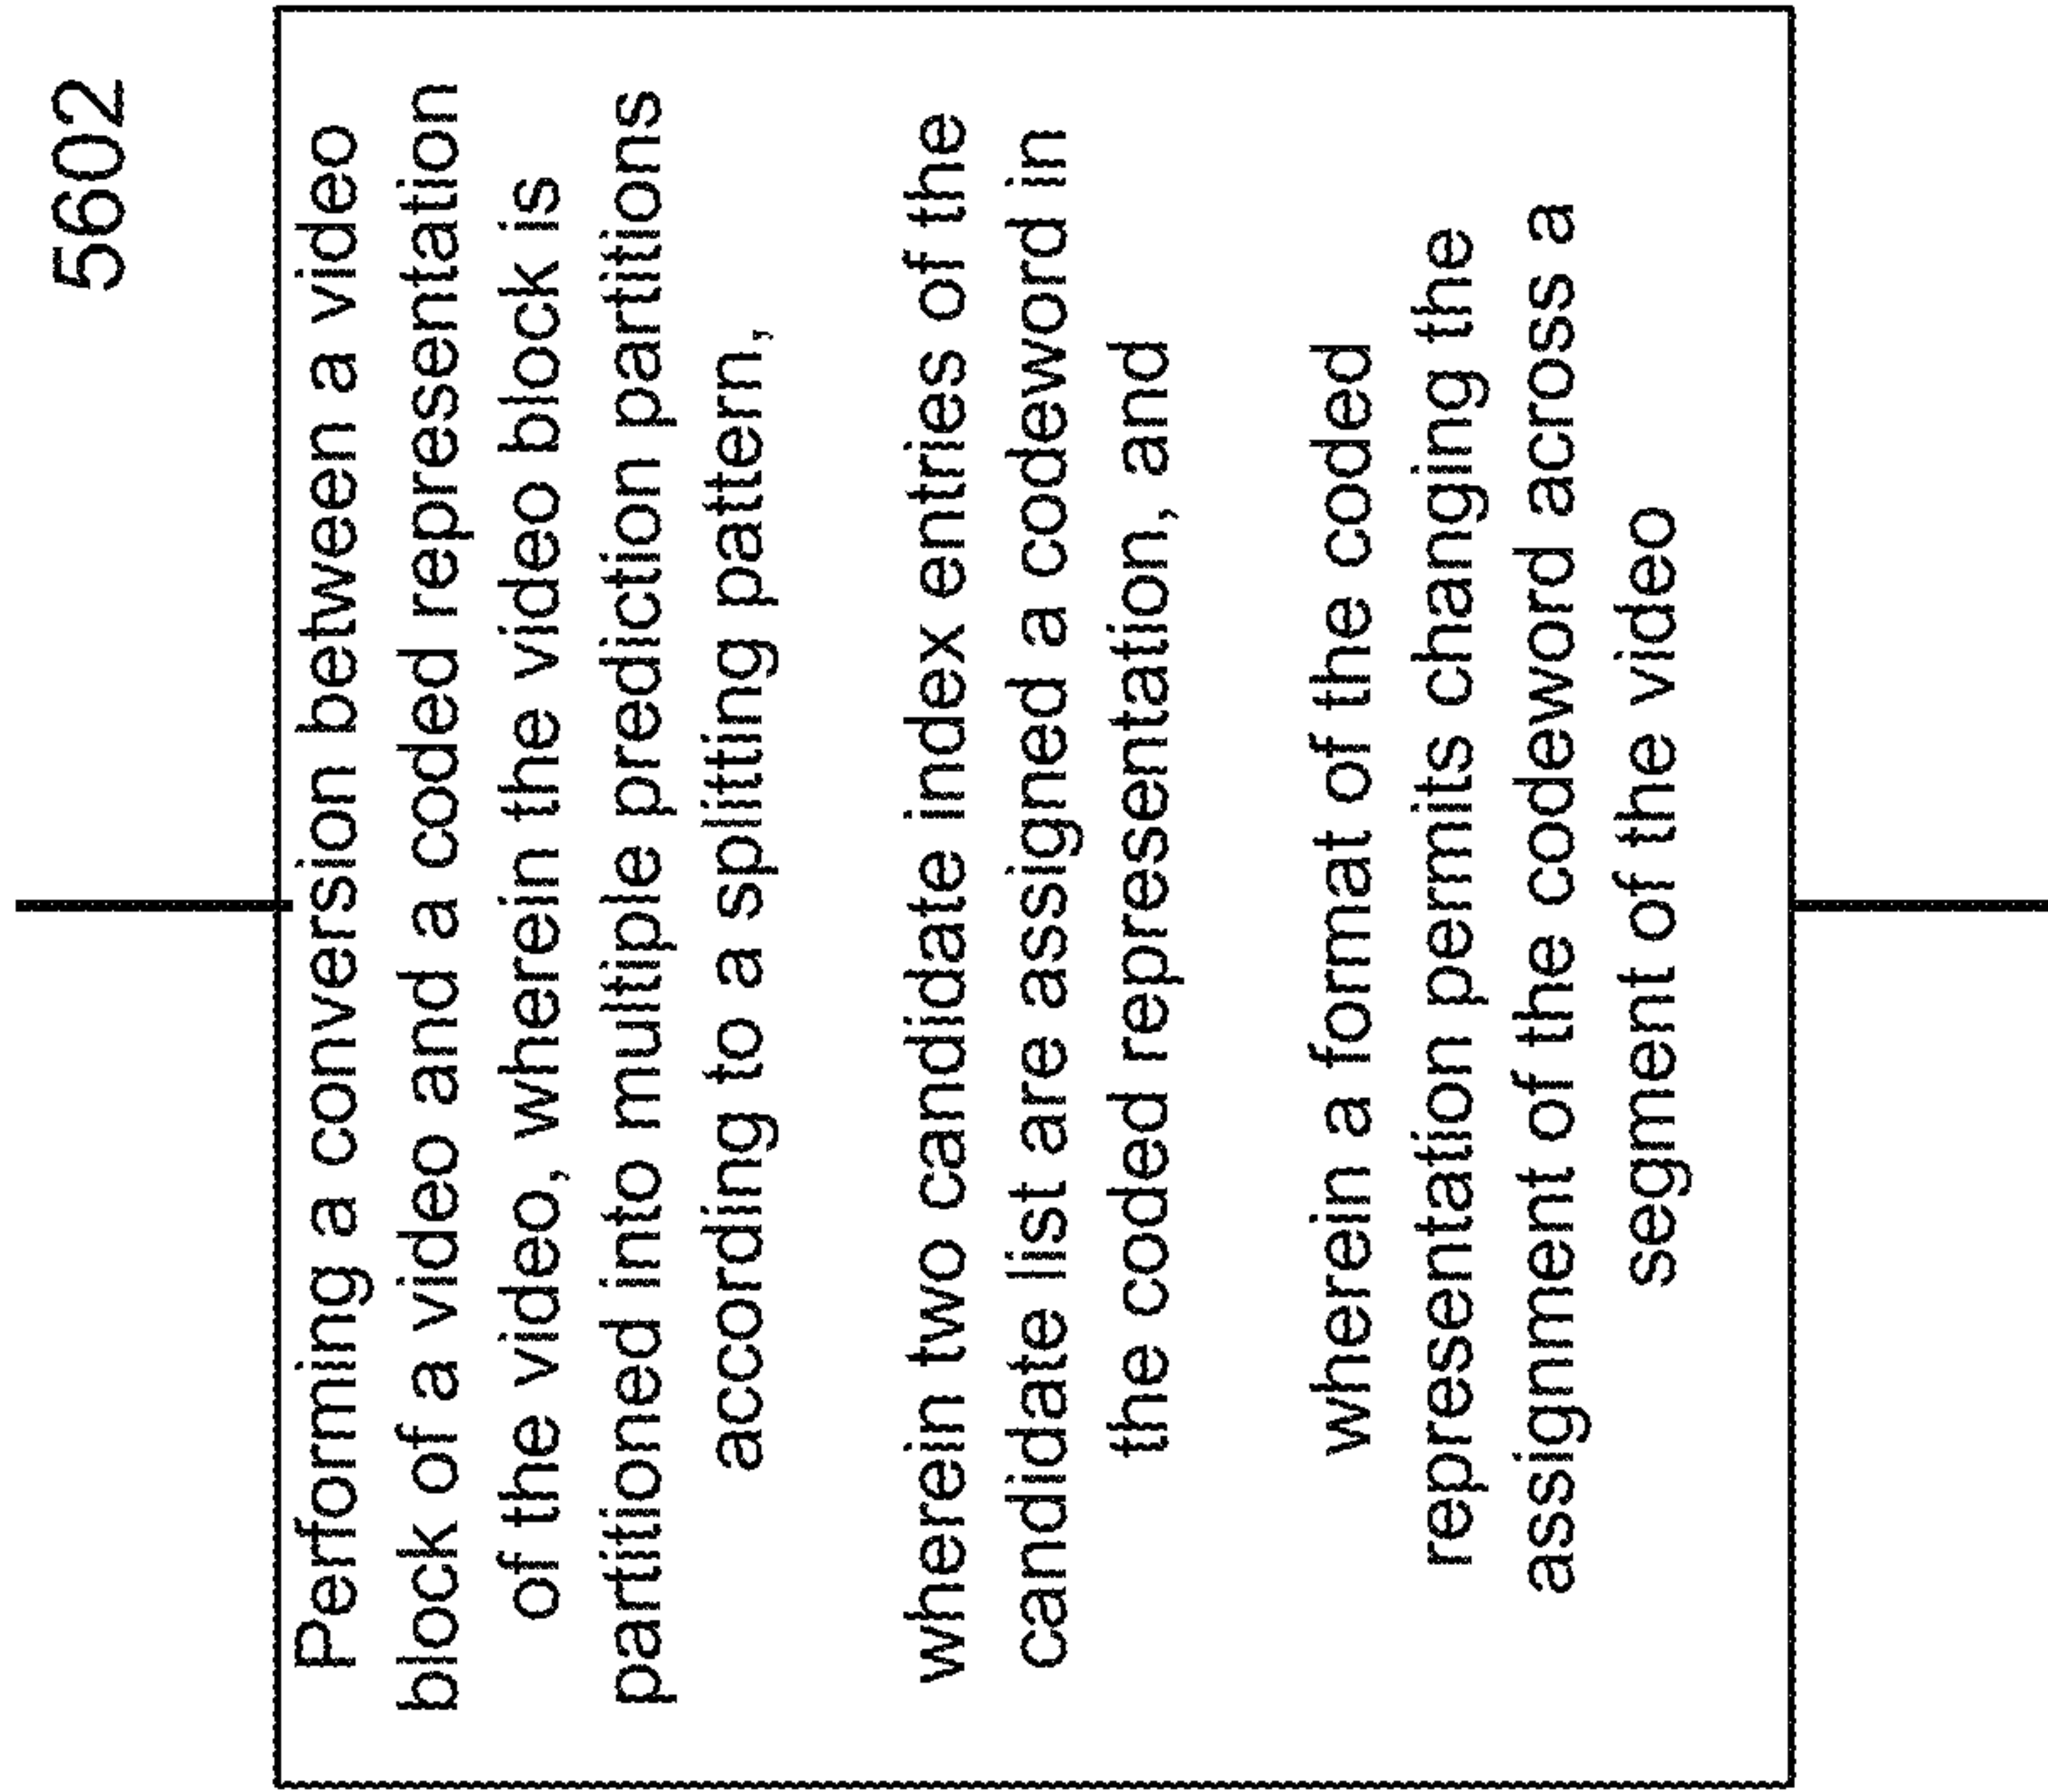 5602
Performing a conversion between a video
block of a video and a coded representation
of the video, wherein the video block is
partitioned into multiple prediction partitions
according to a splitting pattern,
wherein two candidate index entries of the
candidate list are assigned a codeword in
the coded representation, and
wherein a format of the coded
representation permits changing the
assignment of the codeword across a
segment of the video